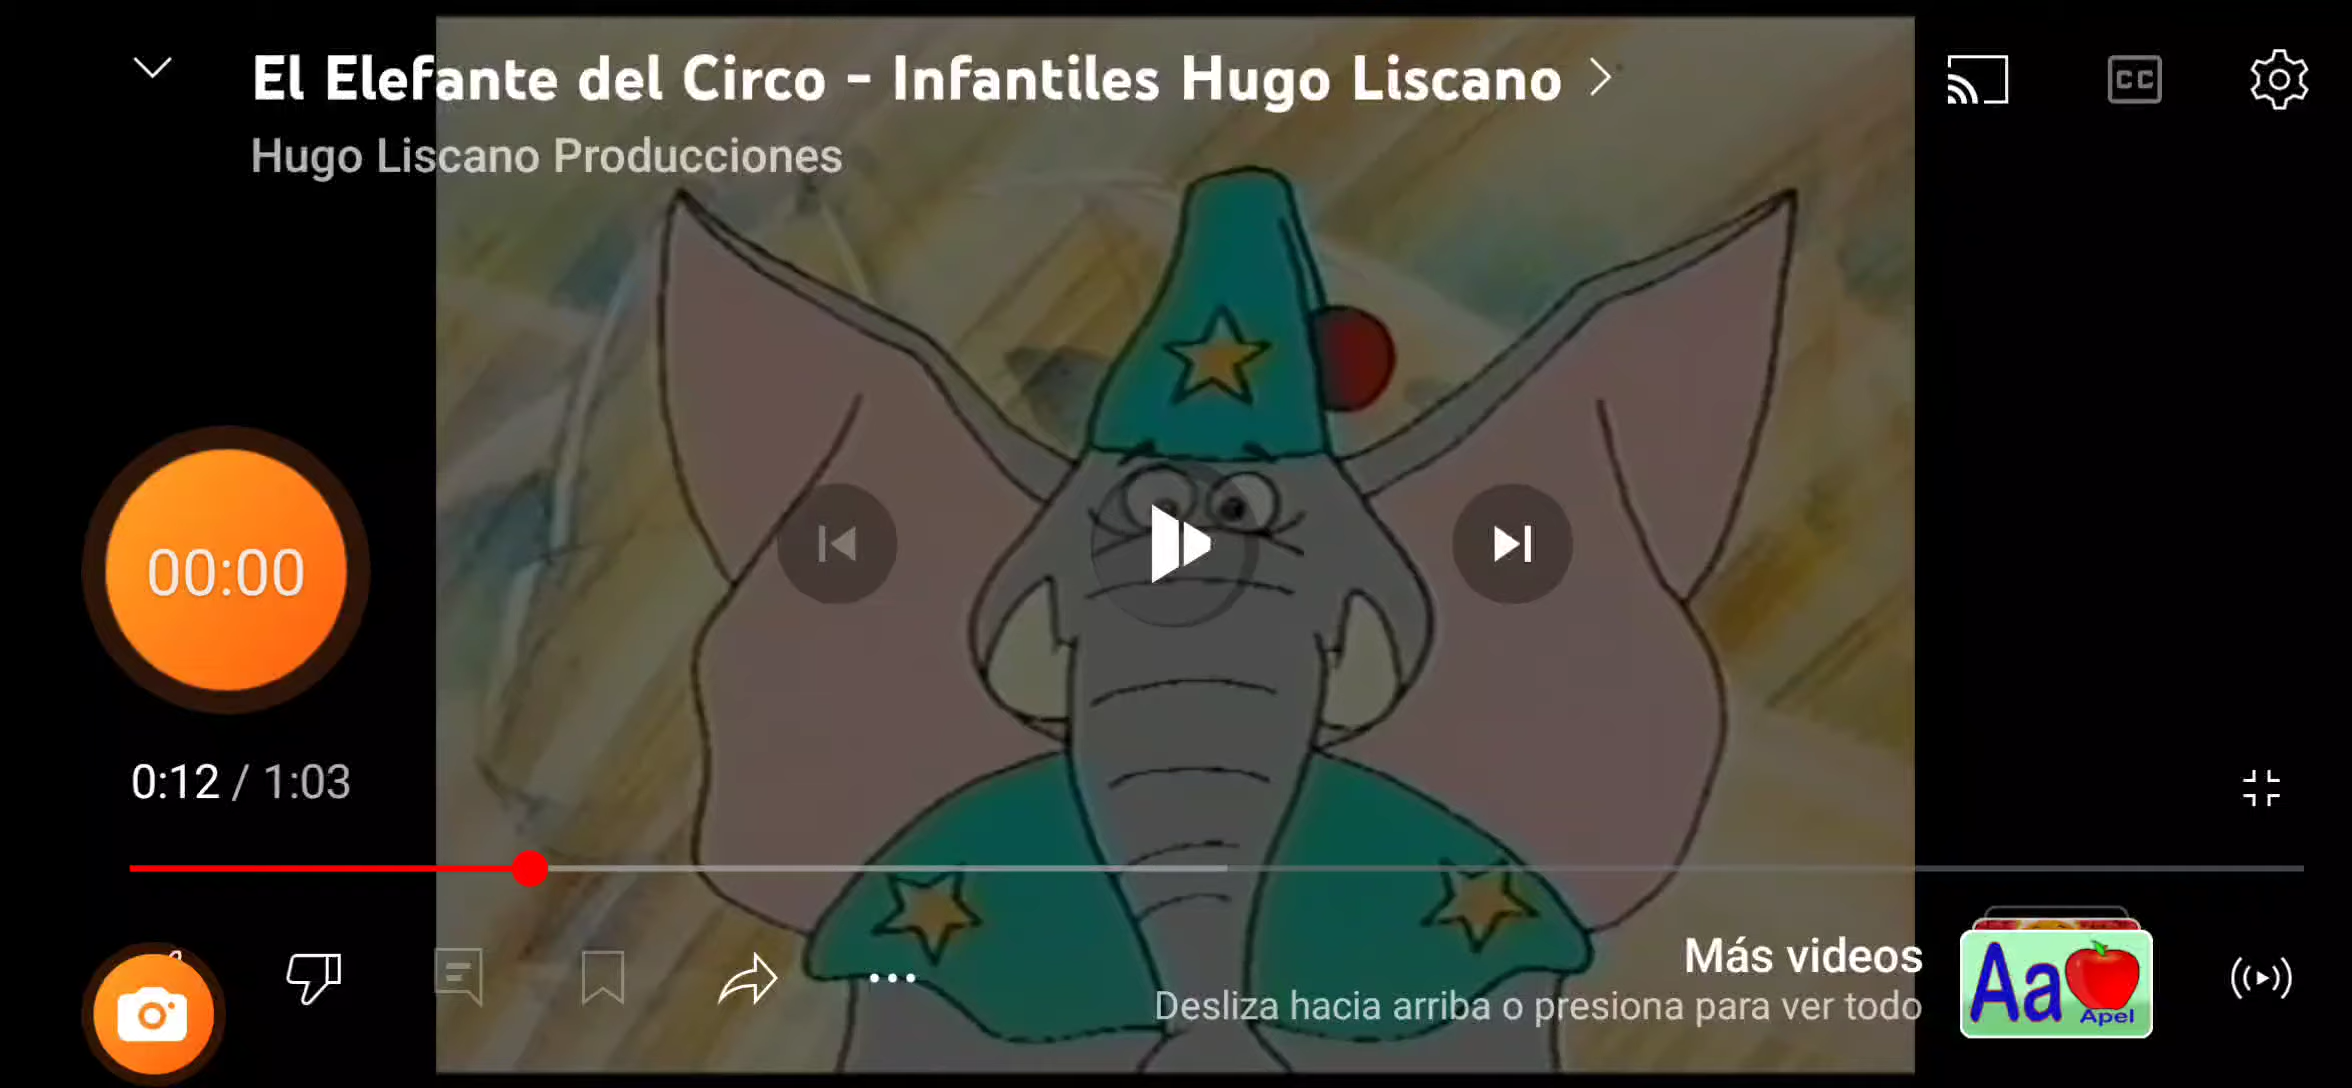 El Elefante del Circo - Infantiles Hugo Liscano
Hugo Liscano Producciones
CC
00:00
0:12 / 1:03
Más videos
Desliza hacia arriba o presiona para ver todo
Aa
Apel